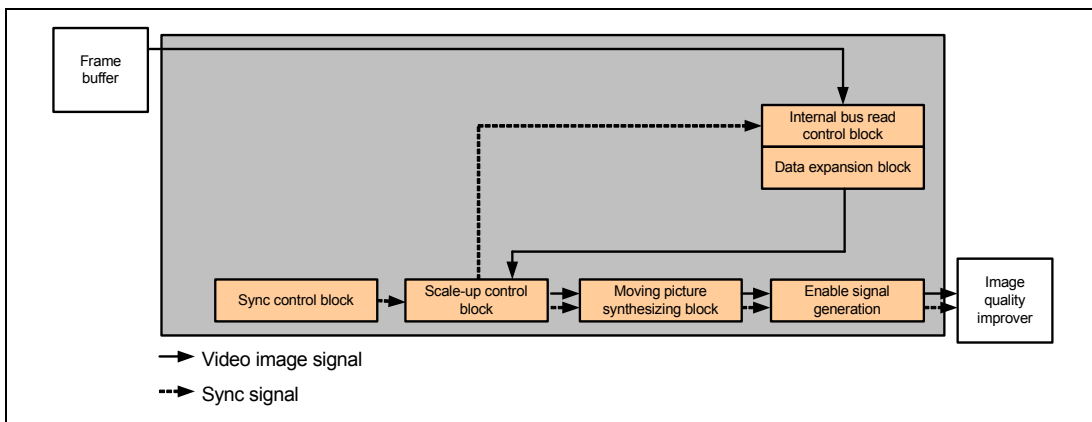 Frame
buffer
Internal bus read
control block
Data expansion block
Sync control block
Scale-up control
block
Moving picture
synthesizing block
Enable signal
generation
Image
quality
improver
Video image signal
Sync signal